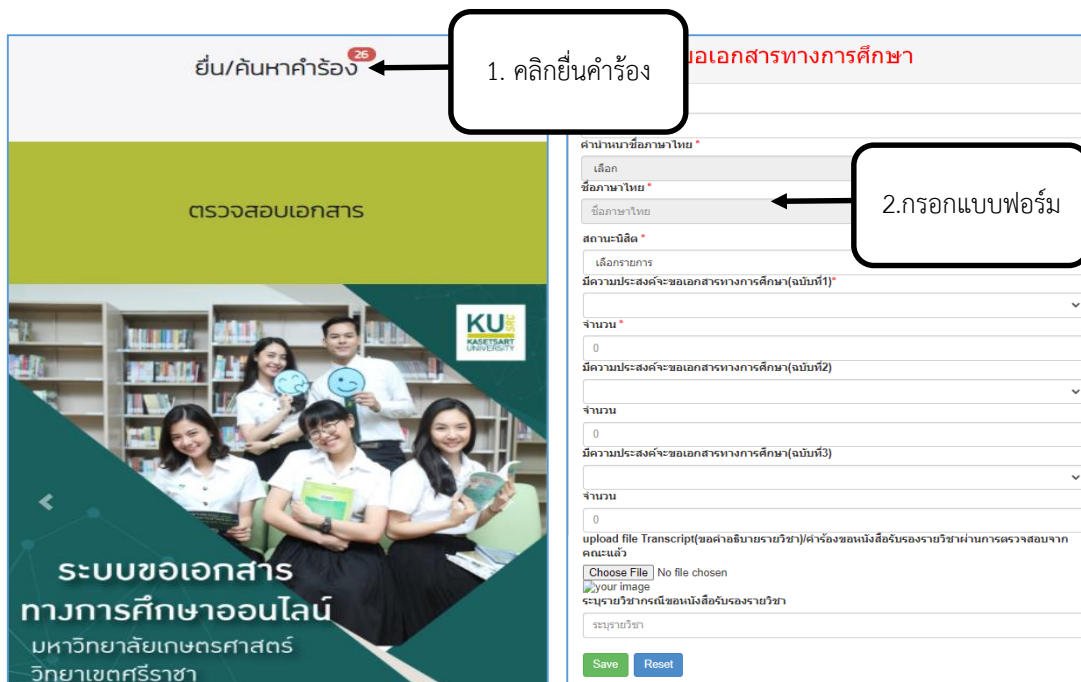 ยื่น/ค้นหาคำร้อง
26
1. คลิกยื่นคำร้อง
ตรวจสอบเอกสาร
KU SRC
KASETSART
UNIVERSITY
ระบบขอเอกสาร
ทางการศึกษาออนไลน์
มหาวิทยาลัยเกษตรศาสตร์
วิทยาเขตศรีราชา
ขอเอกสารทางการศึกษา
คำนำหนาชื่อภาษาไทย *
เลือก
ชื่อภาษาไทย *
ชื่อภาษาไทย
2.กรอกแบบฟอร์ม
สถานะนิสิต *
เลือกรายการ
มีความประสงค์จะขอเอกสารทางการศึกษา(ฉบับที่1)*
จำนวน *
0
มีความประสงค์จะขอเอกสารทางการศึกษา(ฉบับที่2)
จำนวน
0
มีความประสงค์จะขอเอกสารทางการศึกษา(ฉบับที่3)
จำนวน
0
upload file Transcript(ขอคำอธิบายรายวิชา)/คำร้องขอหนังสือรับรองรายวิชาผ่านการตรวจสอบจาก
คณะแล้ว
Choose File No file chosen
your image
ระบุรายวิชากรณีขอหนังสือรับรองรายวิชา
ระบุรายวิชา
Save Reset